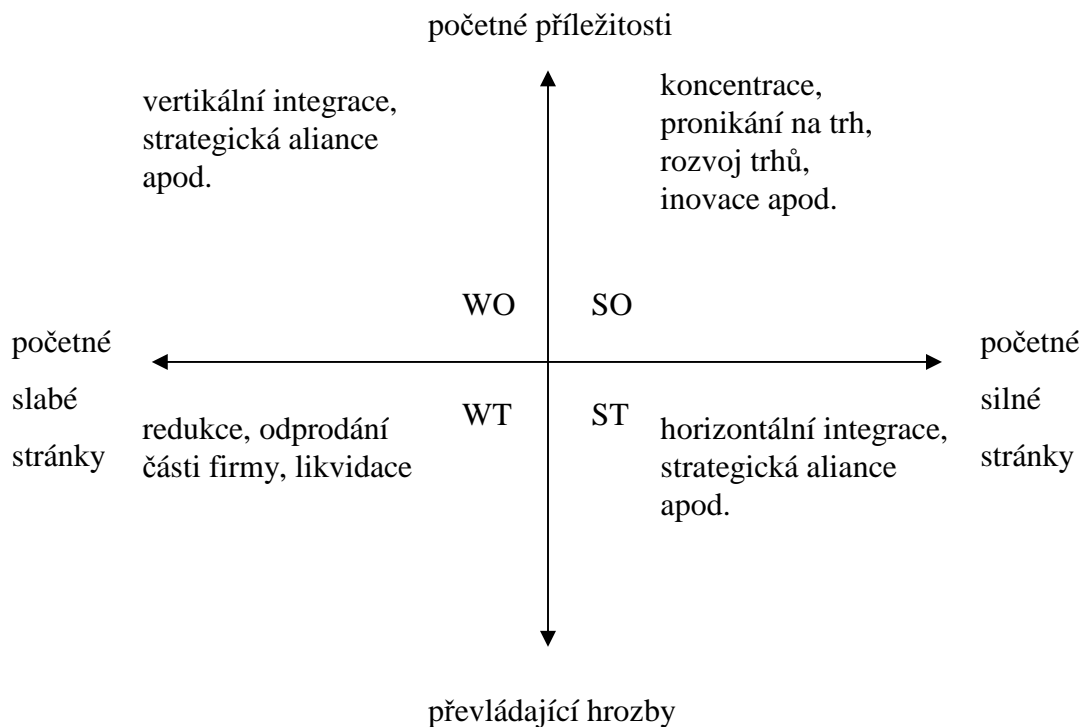 početné příležitosti
vertikální integrace,
strategická aliance
apod.
koncentrace,
pronikání na trh,
rozvoj trhů,
inovace apod.
WO
SO
početné
slabé
stránky
početné
silné
stránky
WT
ST
redukce, odprodání
části firmy, likvidace
horizontální integrace,
strategická aliance
apod.
převládající hrozby